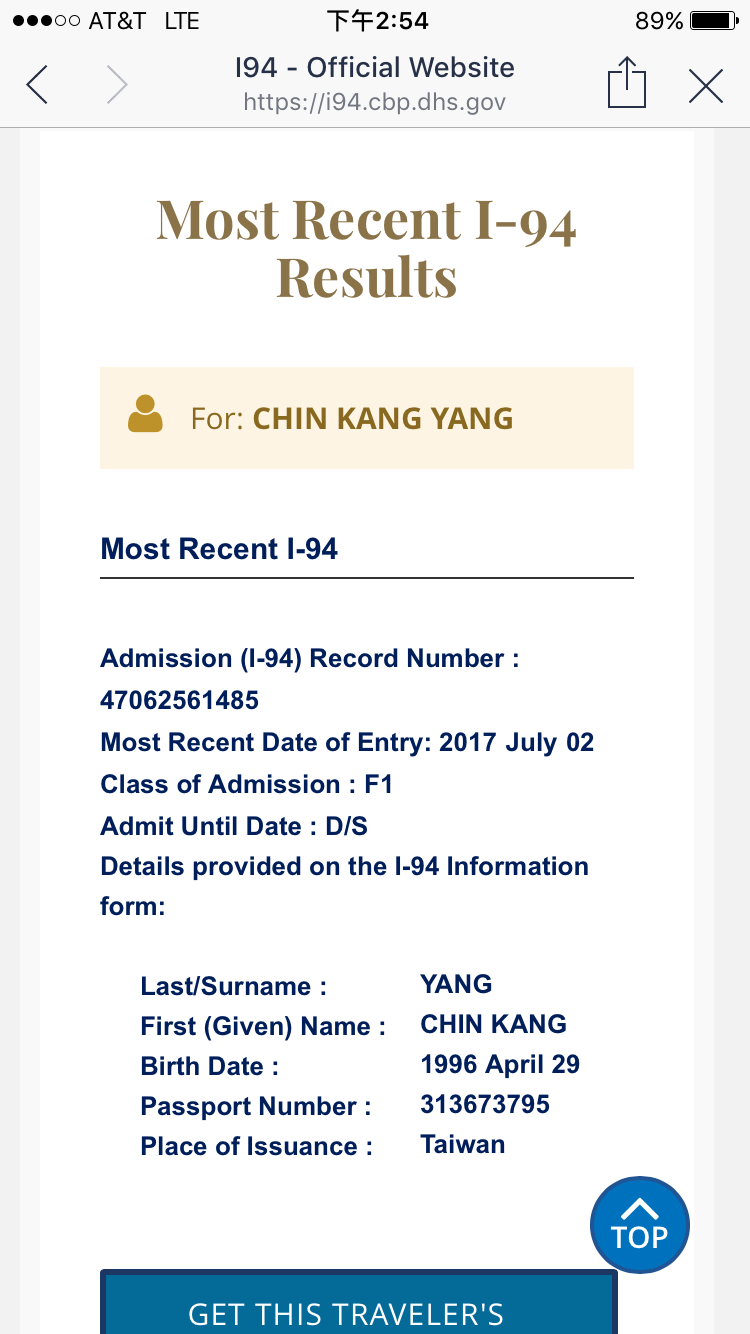 AT&T LTE 下午2:54 89%
I94 - Official Website
https://i94.cbp.dhs.gov
Most Recent I-94
Results
For: CHIN KANG YANG
Most Recent I-94
Admission (I-94) Record Number :
47062561485
Most Recent Date of Entry: 2017 July 02
Class of Admission : F1
Admit Until Date : D/S
Details provided on the I-94 Information
form:
Last/Surname : YANG
First (Given) Name : CHIN KANG
Birth Date : 1996 April 29
Passport Number : 313673795
Place of Issuance : Taiwan
TOP
GET THIS TRAVELER'S